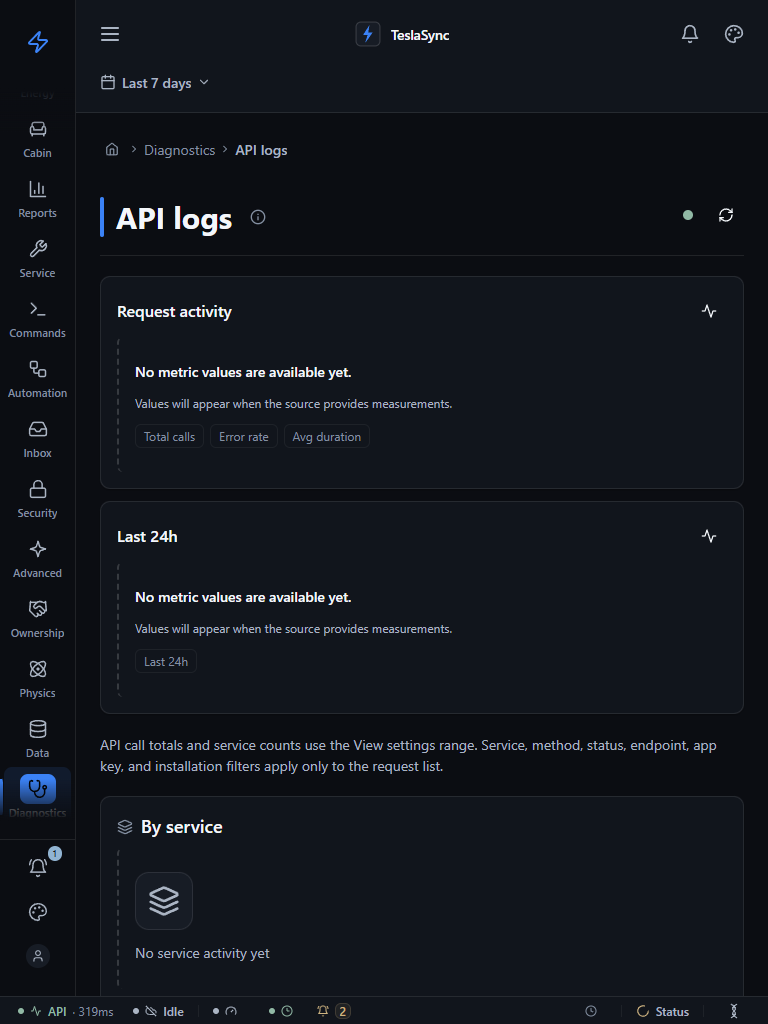 TeslaSync
Last 7 days
Energy
Cabin
Reports
Service
Commands
Automation
Inbox
Security
Advanced
Ownership
Physics
Data
Diagnostics
1
Diagnostics
API logs
API logs
Request activity
No metric values are available yet.
Values will appear when the source provides measurements.
Total calls
Error rate
Avg duration
Last 24h
No metric values are available yet.
Values will appear when the source provides measurements.
Last 24h
API call totals and service counts use the View settings range. Service, method, status, endpoint, app
key, and installation filters apply only to the request list.
By service
No service activity yet
API · 319ms
Idle
2
Status